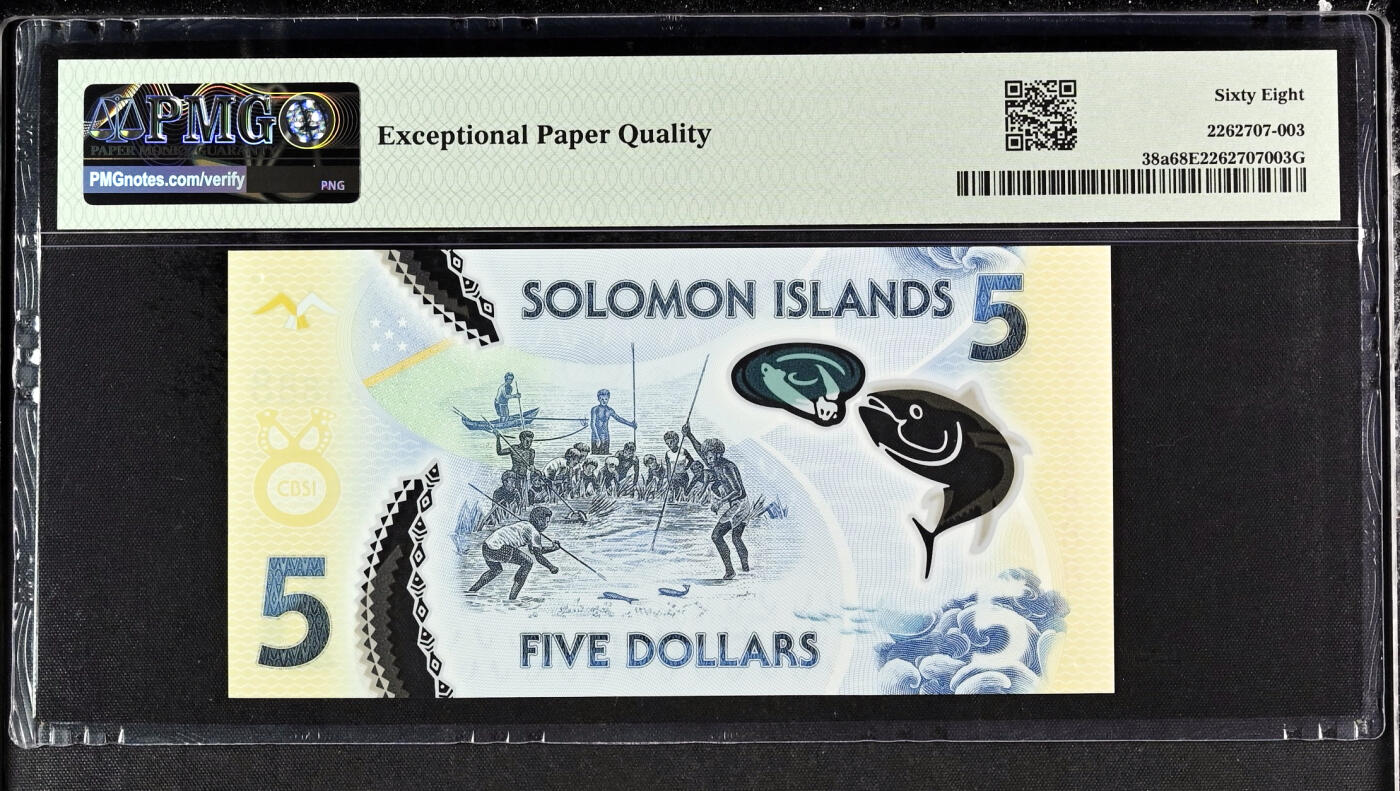 PMG
PAPER MONEY GUARANTY
PMGnotes.com/verify
PNG
Exceptional Paper Quality
Sixty Eight
2262707-003
38a68E2262707003G
SOLOMON ISLANDS
5
CBSI
5
FIVE DOLLARS